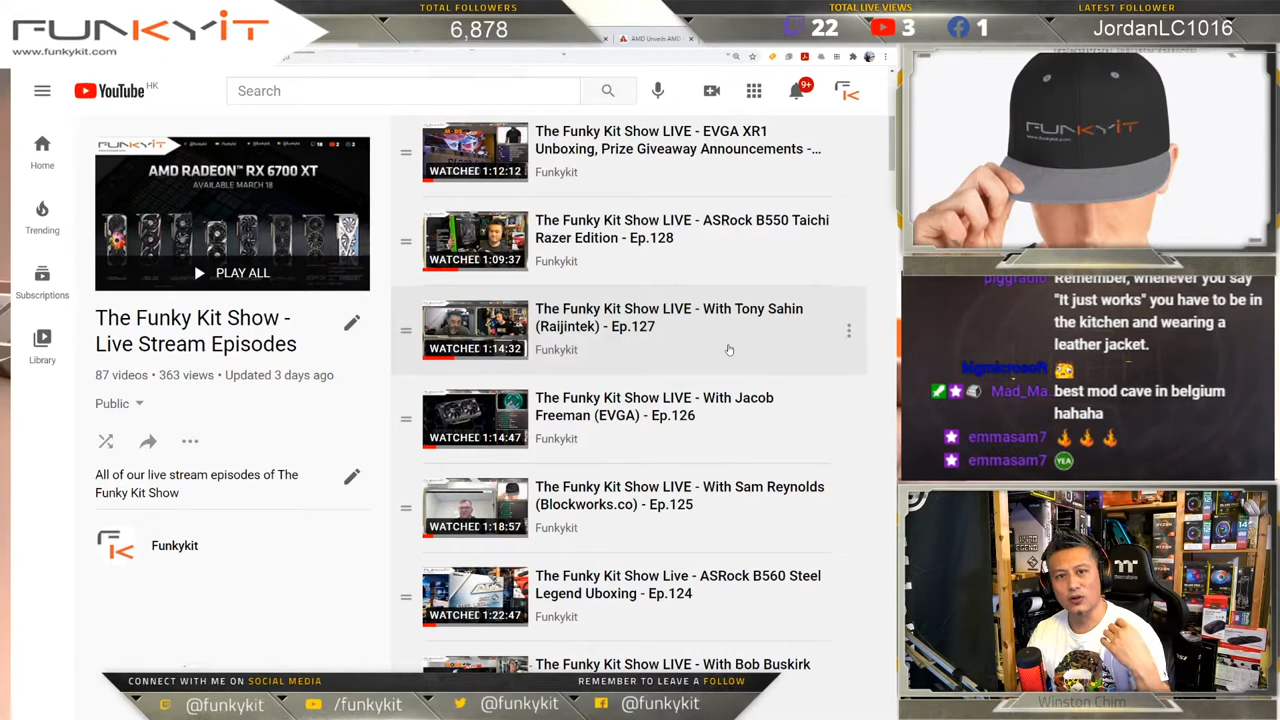 FUNKYiT
www.funkykit.com
TOTAL FOLLOWERS
6,878
TOTAL LIVE VIEWS
22 3 1
LATEST FOLLOWER
JordanLC1016
AMD Unveils AMD
YouTube HK
Search
9+
Home
Trending
Subscriptions
Library
AMD RADEON™ RX 6700 XT
AVAILABLE MARCH 18
PLAY ALL
The Funky Kit Show -
Live Stream Episodes
87 videos • 363 views • Updated 3 days ago
Public
All of our live stream episodes of The
Funky Kit Show
Funkykit
The Funky Kit Show LIVE - EVGA XR1
Unboxing, Prize Giveaway Announcements -...
Funkykit
WATCHED 1:12:12
The Funky Kit Show LIVE - ASRock B550 Taichi
Razer Edition - Ep.128
Funkykit
WATCHED 1:09:37
The Funky Kit Show LIVE - With Tony Sahin
(Raijintek) - Ep.127
Funkykit
WATCHED 1:14:32
The Funky Kit Show LIVE - With Jacob
Freeman (EVGA) - Ep.126
Funkykit
WATCHED 1:14:47
The Funky Kit Show LIVE - With Sam Reynolds
(Blockworks.co) - Ep.125
Funkykit
WATCHED 1:18:57
The Funky Kit Show Live - ASRock B560 Steel
Legend Uboxing - Ep.124
Funkykit
WATCHED 1:22:47
The Funky Kit Show LIVE - With Bob Buskirk
FUNKYiT
piggradio Remember, whenever you say
"It just works" you have to be in
the kitchen and wearing a
leather jacket.
bigmicrosoft
Mad_Ma. best mod cave in belgium
hahaha
emmasam7
emmasam7 YEA
thermaltake
RYZEN
Winston Chim
CONNECT WITH ME ON SOCIAL MEDIA
REMEMBER TO LEAVE A FOLLOW
@funkykit /funkykit @funkykit @funkykit